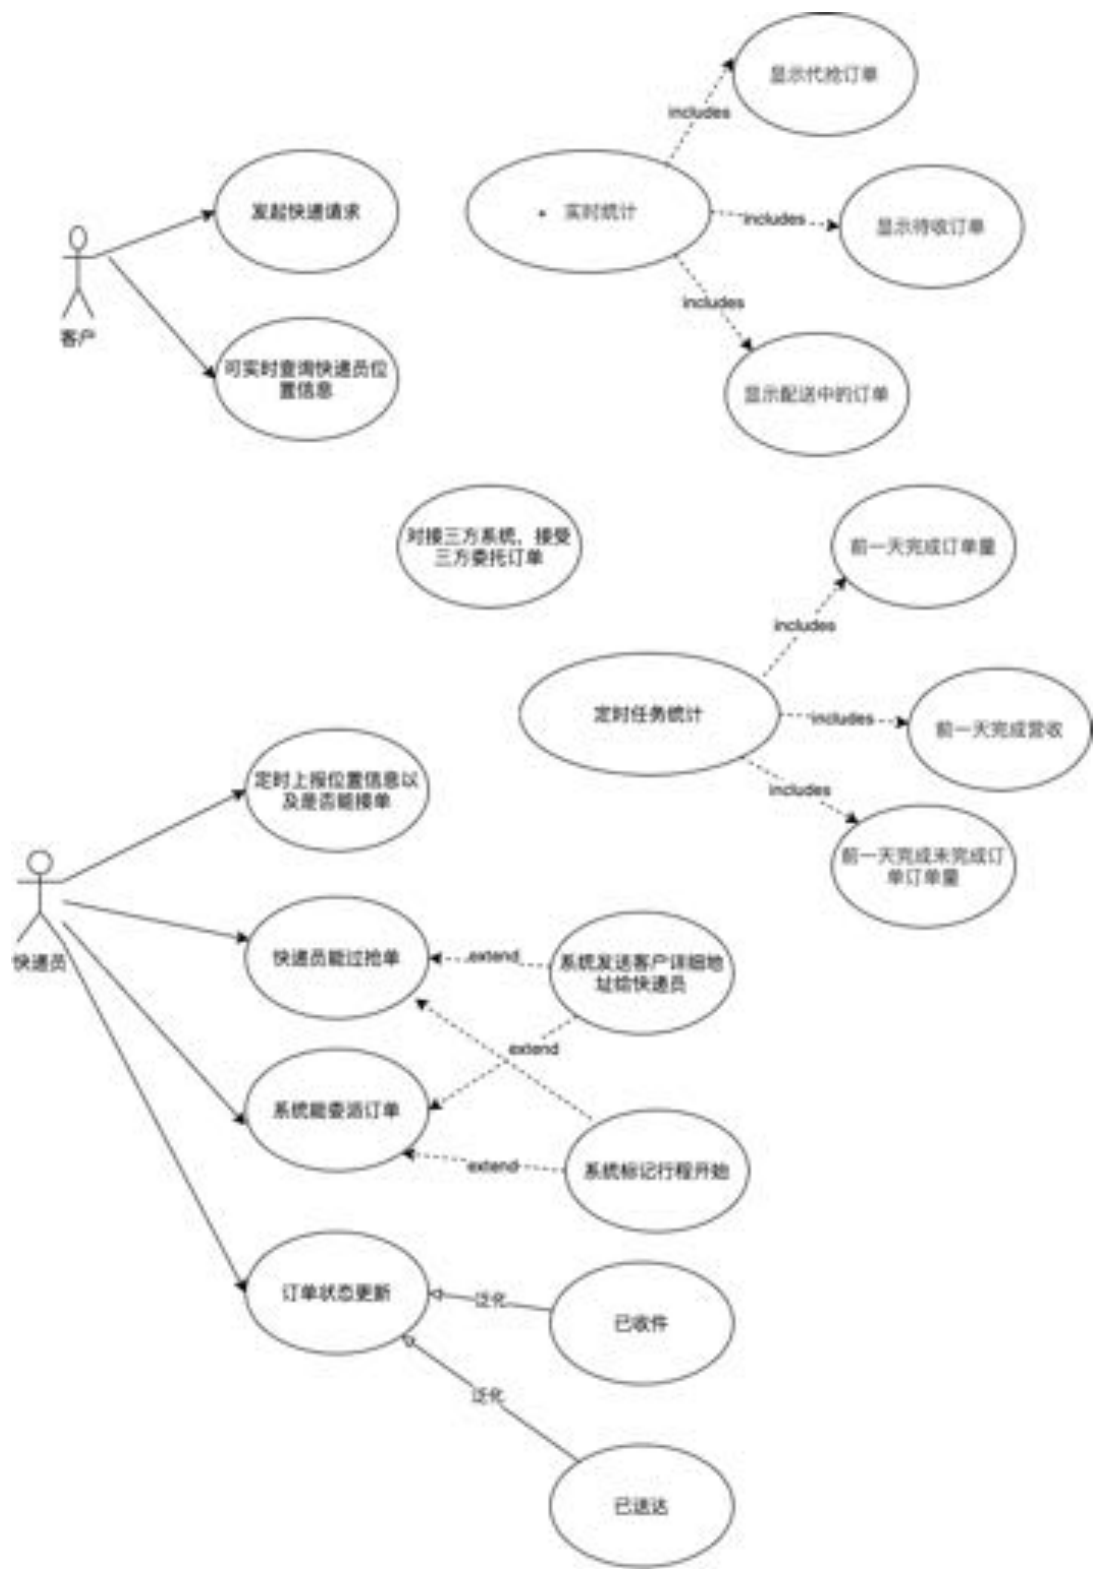 显示代抢订单
includes
发起快递请求
• 实时统计
includes
显示待收订单
客户
includes
可实时查询快递员位
置信息
显示配送中的订单
对接三方系统，接受
三方委托订单
前一天完成订单量
includes
定时任务统计
includes
前一天完成营收
定时上报位置信息以
及是否能接单
includes
前一天完成未完成订
单订单量
快递员
快递员能过抢单
extend
系统发送客户详细地
址给快递员
extend
系统能委派订单
extend
系统标记行程开始
订单状态更新
泛化
已收件
泛化
已送达